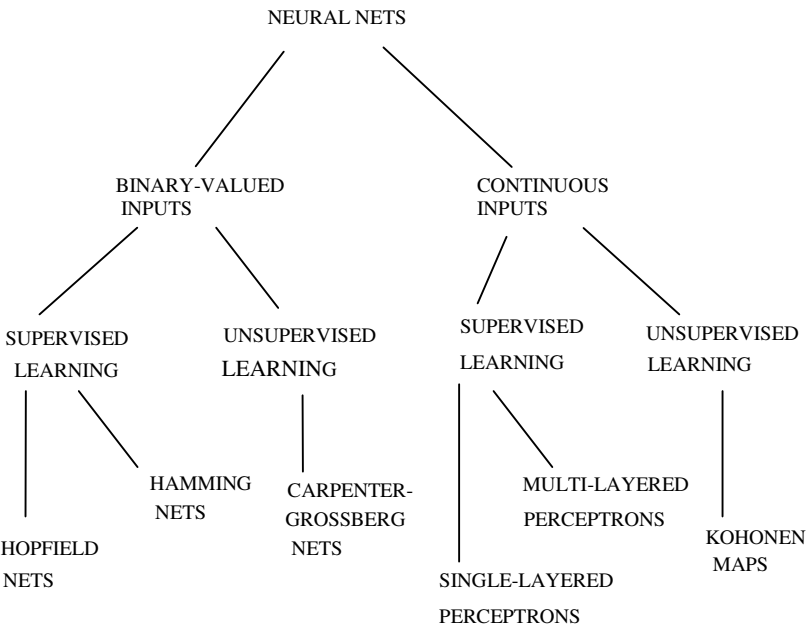 NEURAL NETS
BINARY-VALUED
INPUTS
CONTINUOUS
INPUTS
SUPERVISED
LEARNING
UNSUPERVISED
LEARNING
SUPERVISED
LEARNING
UNSUPERVISED
LEARNING
HOPFIELD
NETS
HAMMING
NETS
CARPENTER-
GROSSBERG
NETS
SINGLE-LAYERED
PERCEPTRONS
MULTI-LAYERED
PERCEPTRONS
KOHONEN
MAPS